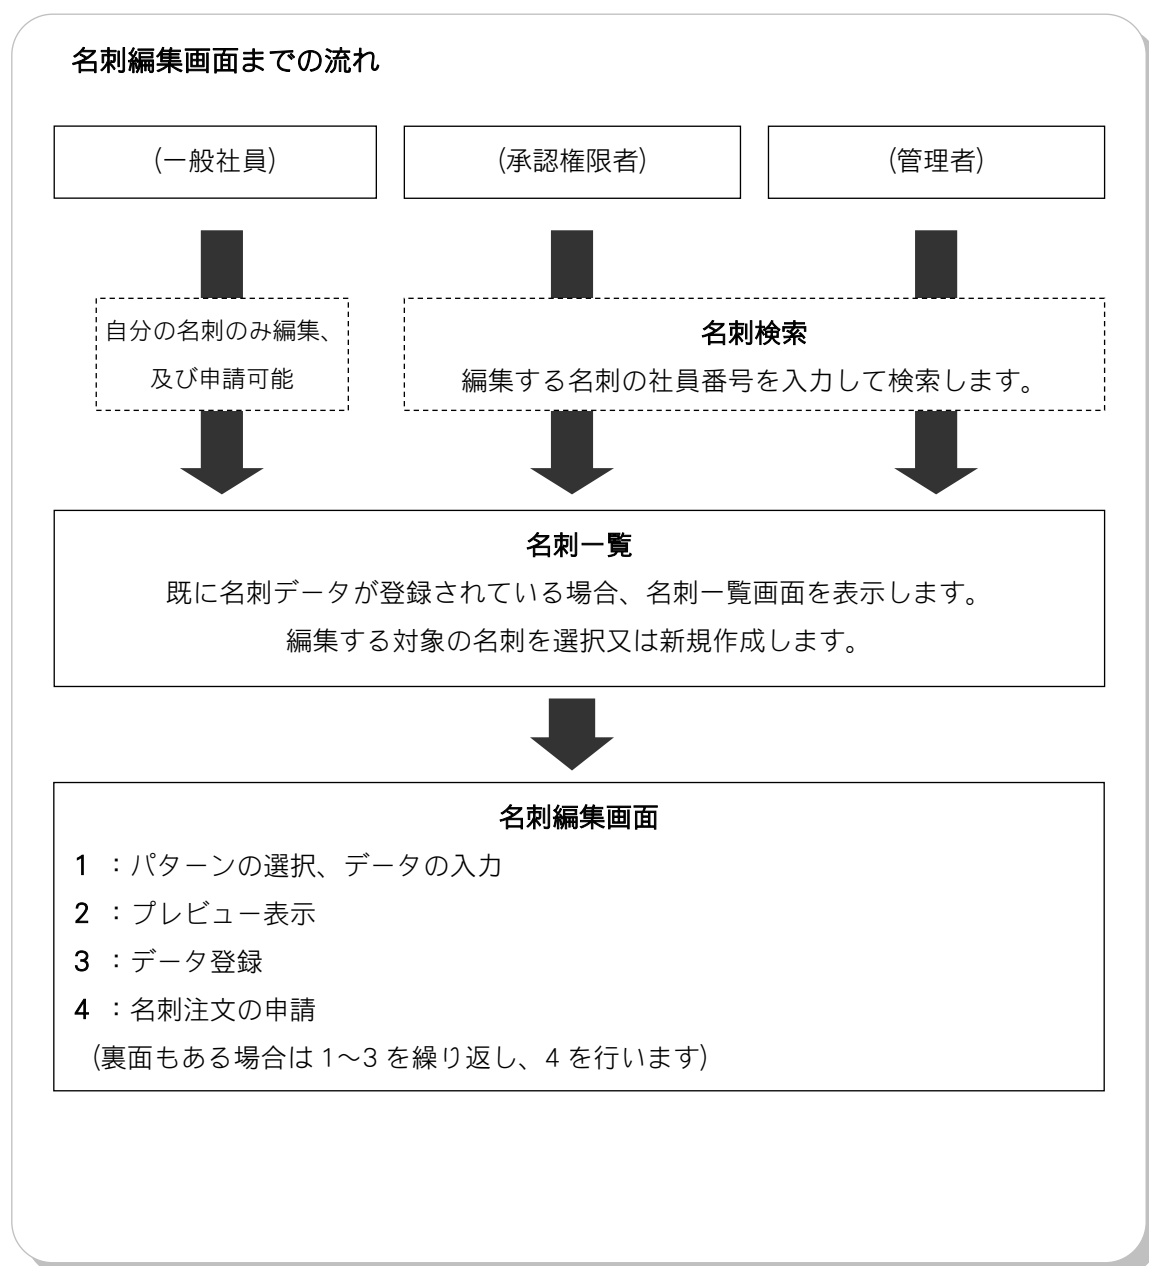 名刺編集画面までの流れ
(一般社員)
(承認権限者)
(管理者)
自分の名刺のみ編集、
及び申請可能
名刺検索
編集する名刺の社員番号を入力して検索します。
名刺一覧
既に名刺データが登録されている場合、名刺一覧画面を表示します。
編集する対象の名刺を選択又は新規作成します。
名刺編集画面
1 ：パターンの選択、データの入力
2 ：プレビュー表示
3 ：データ登録
4 ：名刺注文の申請
(裏面もある場合は 1～3 を繰り返し、4 を行います)